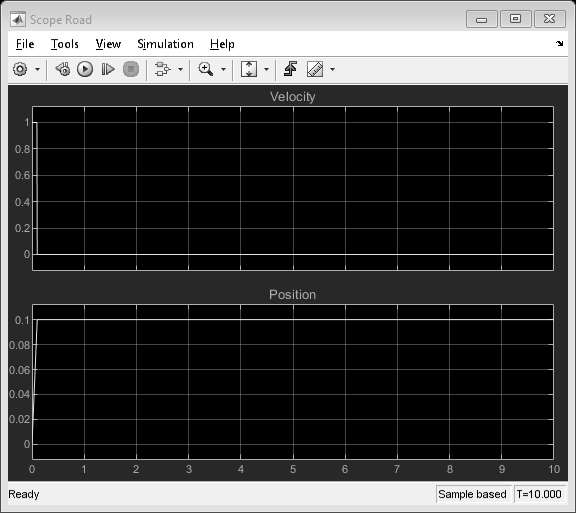 Scope Road
File Tools View Simulation Help
Velocity
1
0.8
0.6
0.4
0.2
0
Position
0.1
0.08
0.06
0.04
0.02
0
0 1 2 3 4 5 6 7 8 9 10
Ready Sample based T=10.000